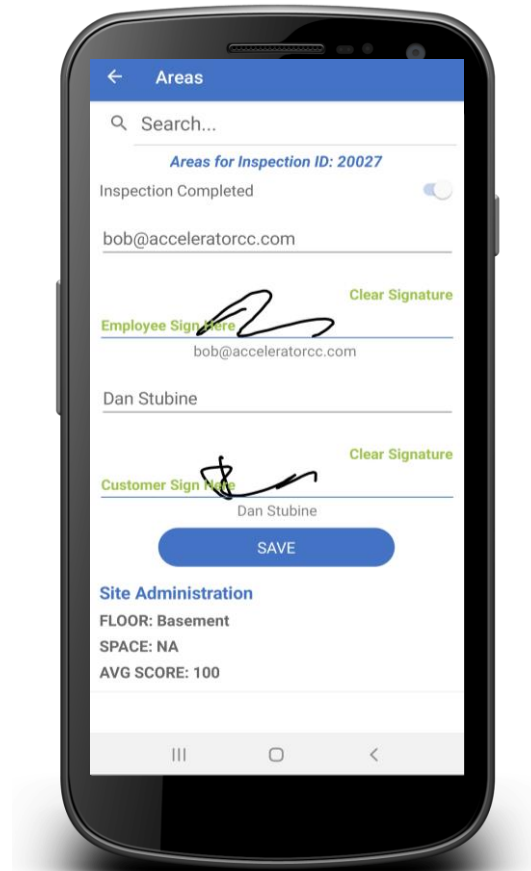 Areas
Search...
Areas for Inspection ID: 20027
Inspection Completed
bob@acceleratorcc.com
Clear Signature
Employee Sign Here
bob@acceleratorcc.com
Dan Stubine
Clear Signature
Customer Sign Here
Dan Stubine
SAVE
Site Administration
FLOOR: Basement
SPACE: NA
AVG SCORE: 100